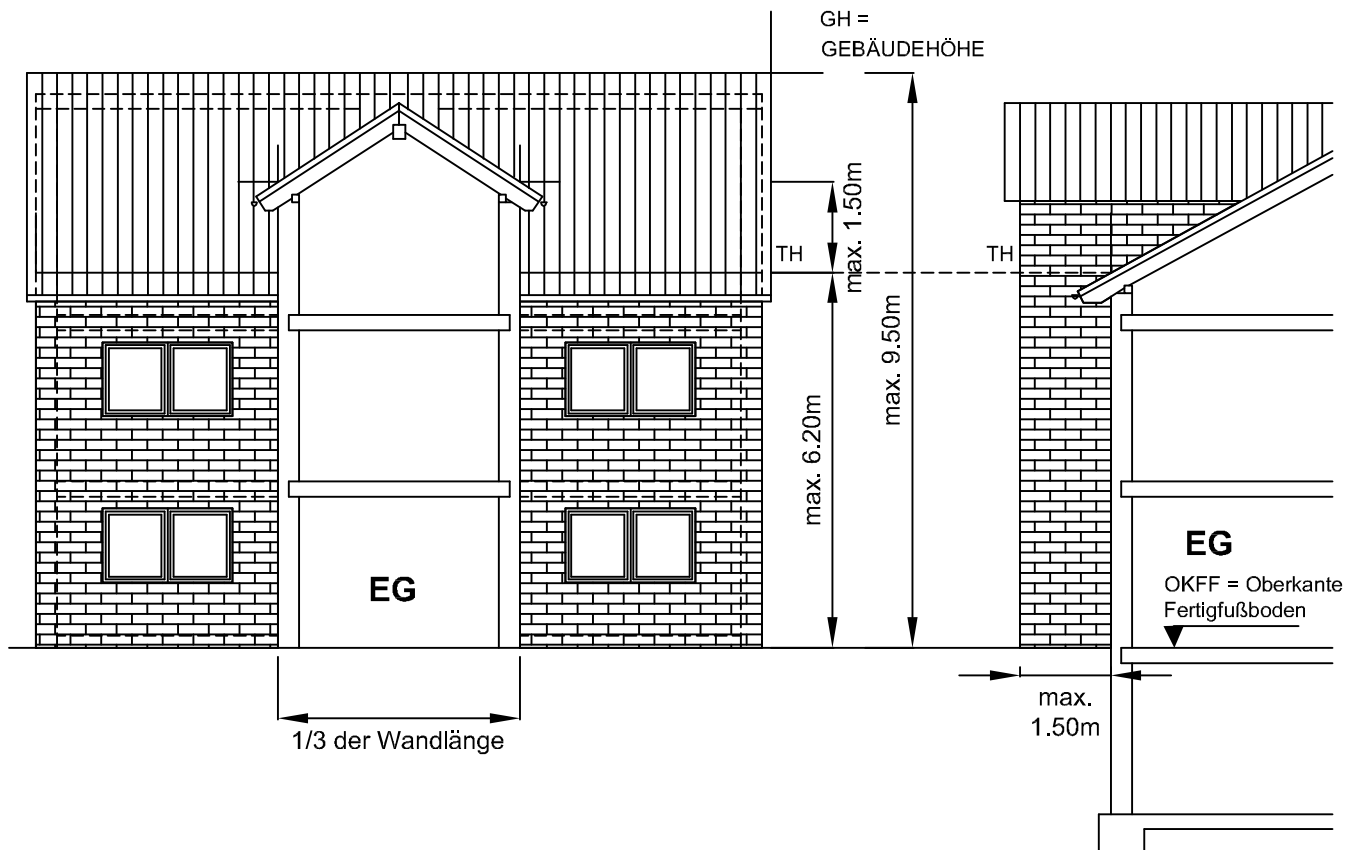 GH =
GEBÄUDEHÖHE
max. 1.50m
TH
TH
max. 9.50m
max. 6.20m
EG
EG
OKFF = Oberkante
Fertigfußboden
max.
1.50m
1/3 der Wandlänge